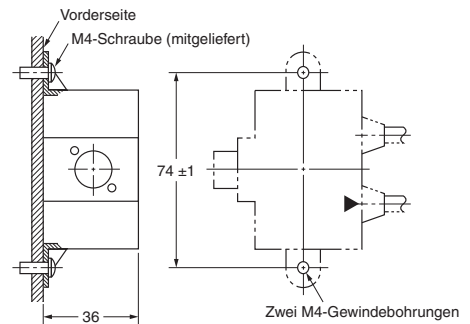 Vorderseite
M4-Schraube (mitgeliefert)
74 ±1
36
Zwei M4-Gewindebohrungen